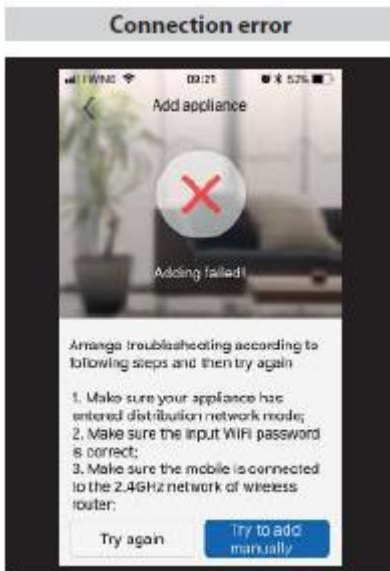 Connection error
09:21
52%
Add appliance
Adding failed!
Arrange troubleshooting according to
following steps and then try again
1. Make sure your appliance has
entered distribution network mode;
2. Make sure the input WiFi password
is correct;
3. Make sure the mobile is connected
to the 2.4GHz network of wireless
router;
Try again
Try to add
manually